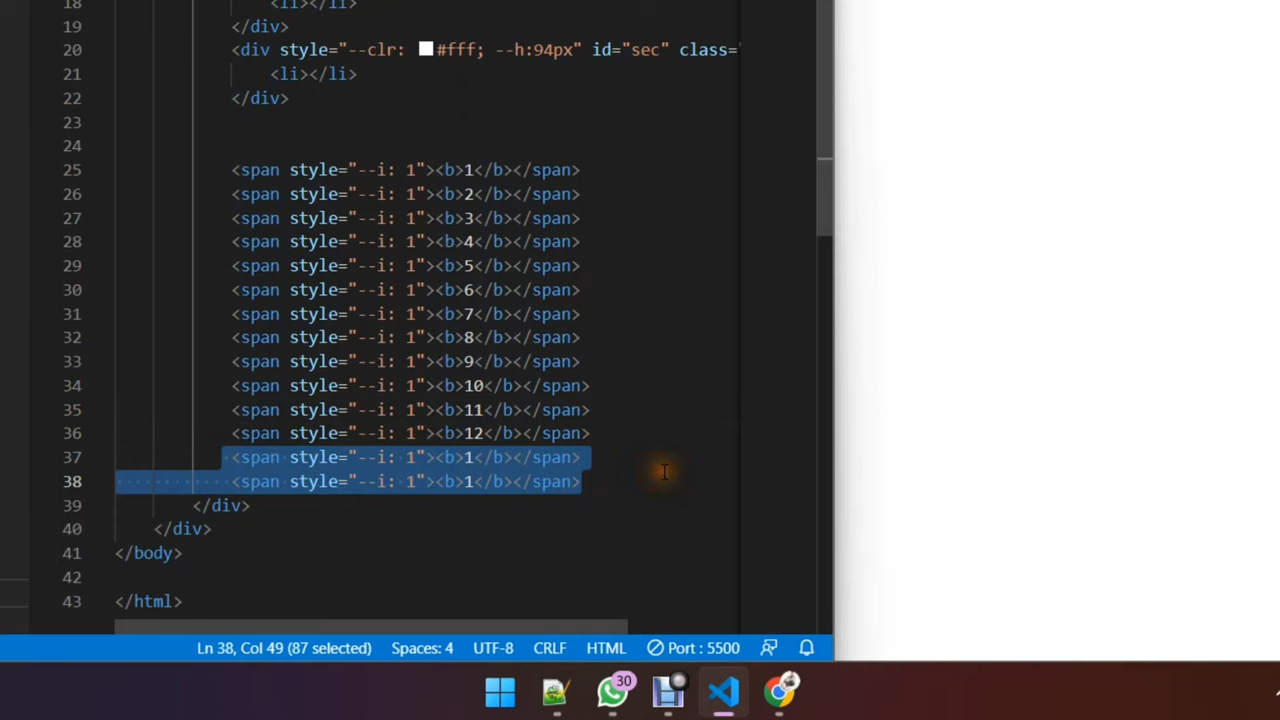 18 <li></li>
19 </div>
20 <div style="--clr: #fff; --h:94px" id="sec" class="
21 <li></li>
22 </div>
23
24
25 <span style="--i: 1"><b>1</b></span>
26 <span style="--i: 1"><b>2</b></span>
27 <span style="--i: 1"><b>3</b></span>
28 <span style="--i: 1"><b>4</b></span>
29 <span style="--i: 1"><b>5</b></span>
30 <span style="--i: 1"><b>6</b></span>
31 <span style="--i: 1"><b>7</b></span>
32 <span style="--i: 1"><b>8</b></span>
33 <span style="--i: 1"><b>9</b></span>
34 <span style="--i: 1"><b>10</b></span>
35 <span style="--i: 1"><b>11</b></span>
36 <span style="--i: 1"><b>12</b></span>
37 <span style="--i: 1"><b>1</b></span>
38 <span style="--i: 1"><b>1</b></span>
39 </div>
40 </div>
41 </body>
42
43 </html>
Ln 38, Col 49 (87 selected) Spaces: 4 UTF-8 CRLF HTML Port : 5500
30